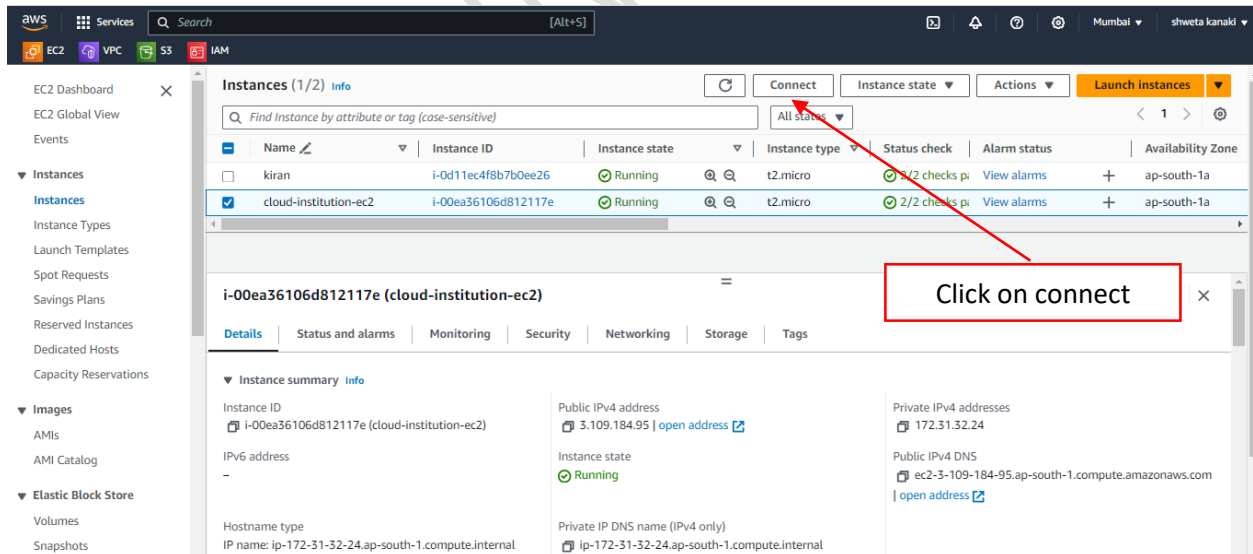 aws Services Search [Alt+S] Mumbai shweta kanaki
EC2 VPC S3 IAM
EC2 Dashboard
EC2 Global View
Events
Instances
Instances
Instance Types
Launch Templates
Spot Requests
Savings Plans
Reserved Instances
Dedicated Hosts
Capacity Reservations
Images
AMIs
AMI Catalog
Elastic Block Store
Volumes
Snapshots
Instances (1/2) Info Connect Instance state Actions Launch instances
Find Instance by attribute or tag (case-sensitive) All states 1
Name Instance ID Instance state Instance type Status check Alarm status Availability Zone
kiran i-0d11ec4f8b7b0ee26 Running t2.micro 2/2 checks pa View alarms + ap-south-1a
cloud-institution-ec2 i-00ea36106d812117e Running t2.micro 2/2 checks pa View alarms + ap-south-1a
Click on connect
i-00ea36106d812117e (cloud-institution-ec2)
Details Status and alarms Monitoring Security Networking Storage Tags
Instance summary Info
Instance ID
i-00ea36106d812117e (cloud-institution-ec2)
Public IPv4 address
3.109.184.95 | open address
Private IPv4 addresses
172.31.32.24
IPv6 address
–
Instance state
Running
Public IPv4 DNS
ec2-3-109-184-95.ap-south-1.compute.amazonaws.com
| open address
Hostname type
IP name: ip-172-31-32-24.ap-south-1.compute.internal
Private IP DNS name (IPv4 only)
ip-172-31-32-24.ap-south-1.compute.internal